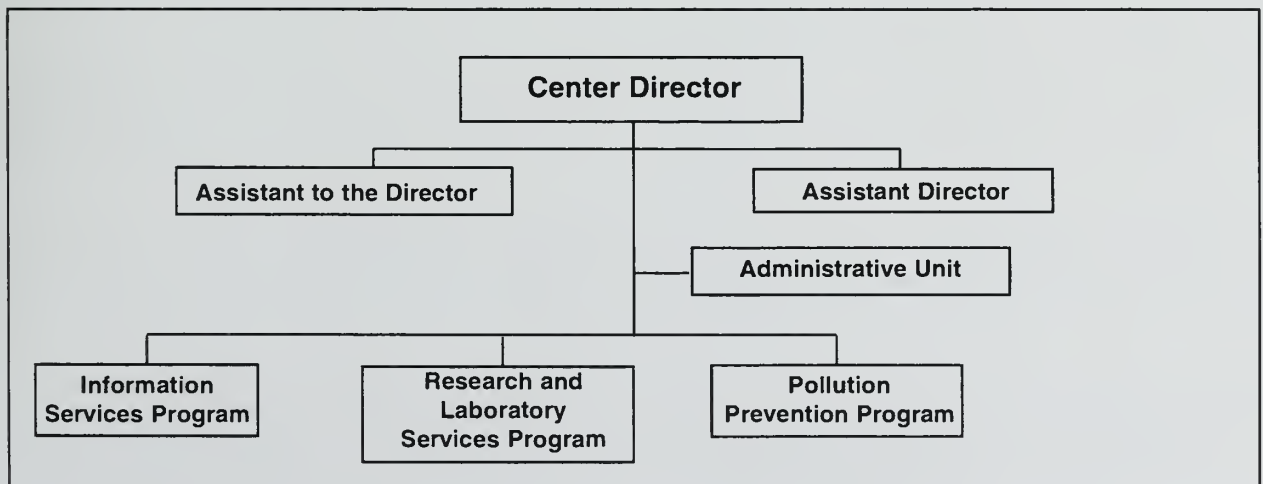 Center Director
Assistant to the Director
Assistant Director
Administrative Unit
Information
Services Program
Research and
Laboratory
Services Program
Pollution
Prevention Program